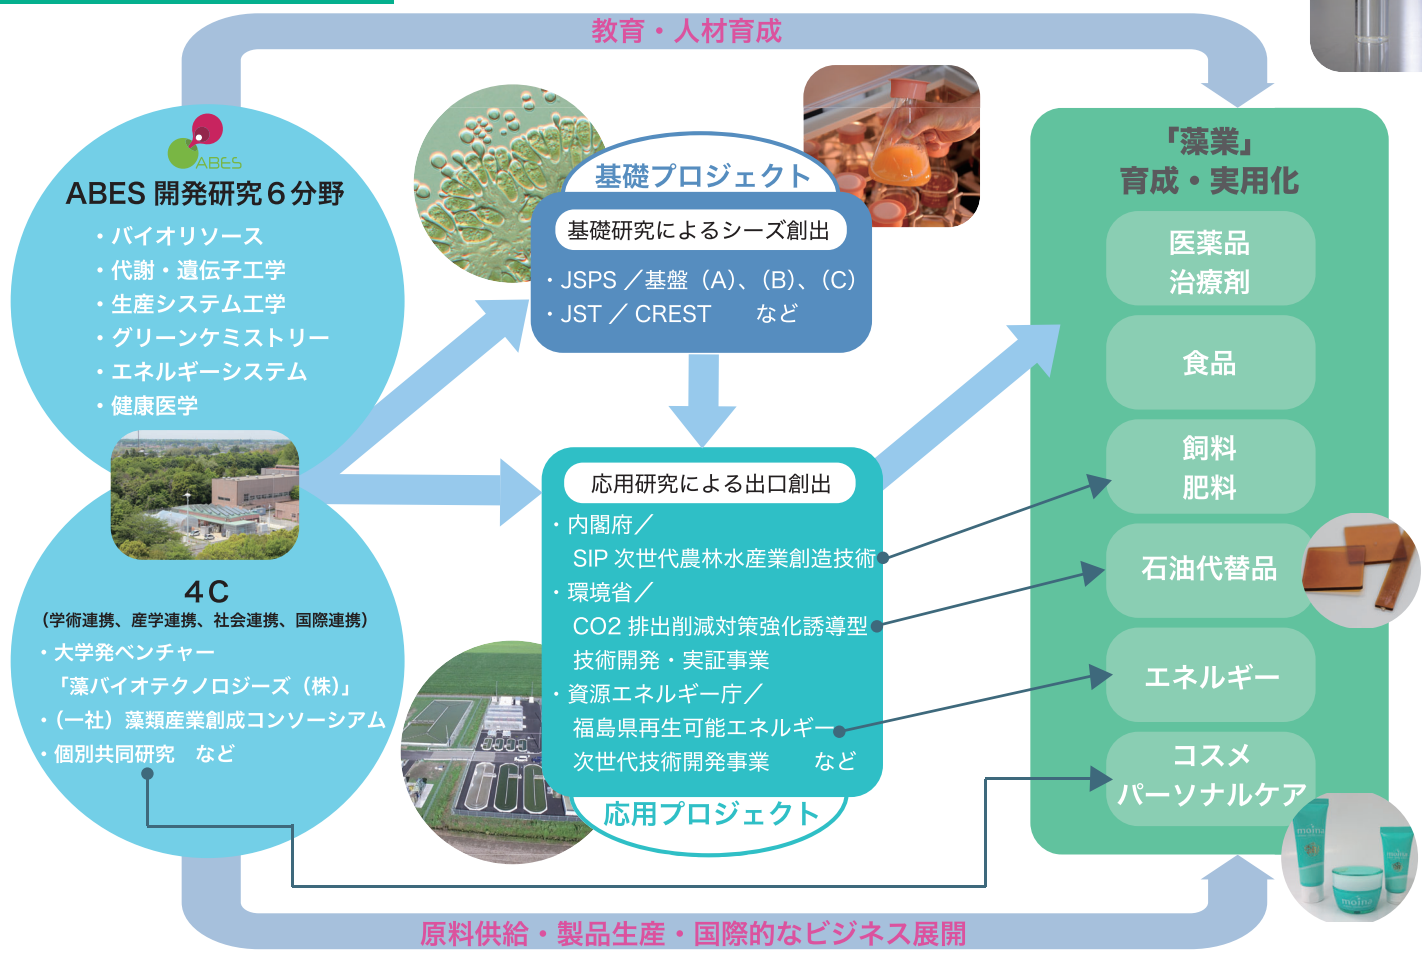 教育・人材育成
ABES
ABES 開発研究６分野
・バイオリソース
・代謝・遺伝子工学
・生産システム工学
・グリーンケミストリー
・エネルギーシステム
・健康医学
４C
（学術連携、産学連携、社会連携、国際連携）
・大学発ベンチャー
「藻バイオテクノロジーズ（株）」
・（一社）藻類産業創成コンソーシアム
・個別共同研究　など
基礎プロジェクト
基礎研究によるシーズ創出
・JSPS ／基盤（A）、（B）、（C）
・JST ／ CREST　　など
応用研究による出口創出
・内閣府／
SIP 次世代農林水産業創造技術
・環境省／
CO2 排出削減対策強化誘導型
技術開発・実証事業
・資源エネルギー庁／
福島県再生可能エネルギー
次世代技術開発事業　　など
応用プロジェクト
「藻業」
育成・実用化
医薬品
治療剤
食品
飼料
肥料
石油代替品
エネルギー
コスメ
パーソナルケア
moina
moina
moina
原料供給・製品生産・国際的なビジネス展開